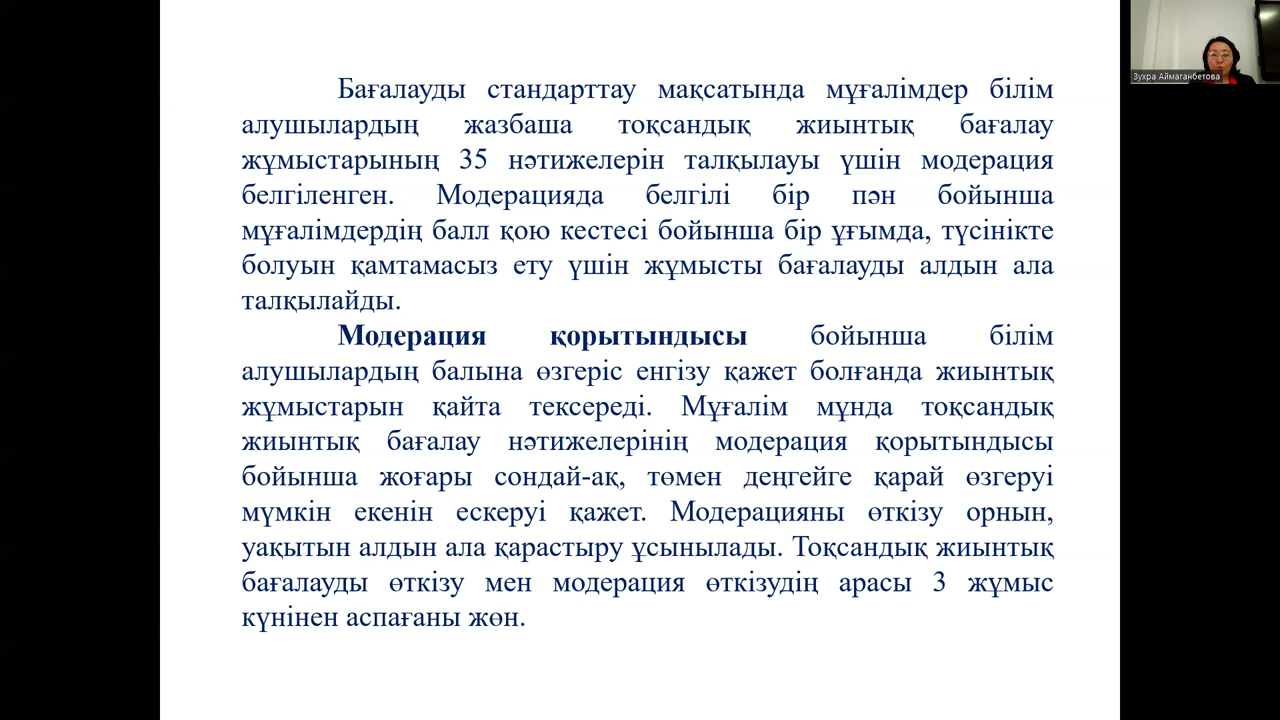 Бағалауды стандарттау мақсатында мұғалімдер білім
алушылардың жазбаша тоқсандық жиынтық бағалау
жұмыстарының 35 нәтижелерін талқылауы үшін модерация
белгіленген. Модерацияда белгілі бір пән бойынша
мұғалімдердің балл қою кестесі бойынша бір ұғымда, түсінікте
болуын қамтамасыз ету үшін жұмысты бағалауды алдын ала
талқылайды.
Модерация қорытындысы бойынша білім
алушылардың балына өзгеріс енгізу қажет болғанда жиынтық
жұмыстарын қайта тексереді. Мұғалім мұнда тоқсандық
жиынтық бағалау нәтижелерінің модерация қорытындысы
бойынша жоғары сондай-ақ, төмен деңгейге қарай өзгеруі
мүмкін екенін ескеруі қажет. Модерацияны өткізу орнын,
уақытын алдын ала қарастыру ұсынылады. Тоқсандық жиынтық
бағалауды өткізу мен модерация өткізудің арасы 3 жұмыс
күнінен аспағаны жөн.
Зухра Аймаганбетова